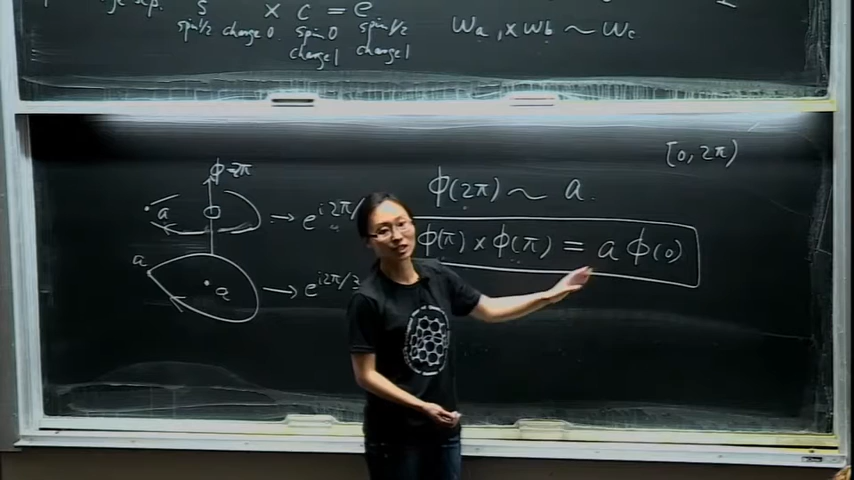 S × C = e
spin 1/2 spin 0 spin 1/2
charge 0 charge 1 charge 1
Wa × Wb ~ Wc
[0, 2π)
ϕ = 2π
ϕ(2π) ~ a.
a → e^{i2π/
ϕ(π) × ϕ(π) = a ϕ(0)
a a → e^{i2π/3